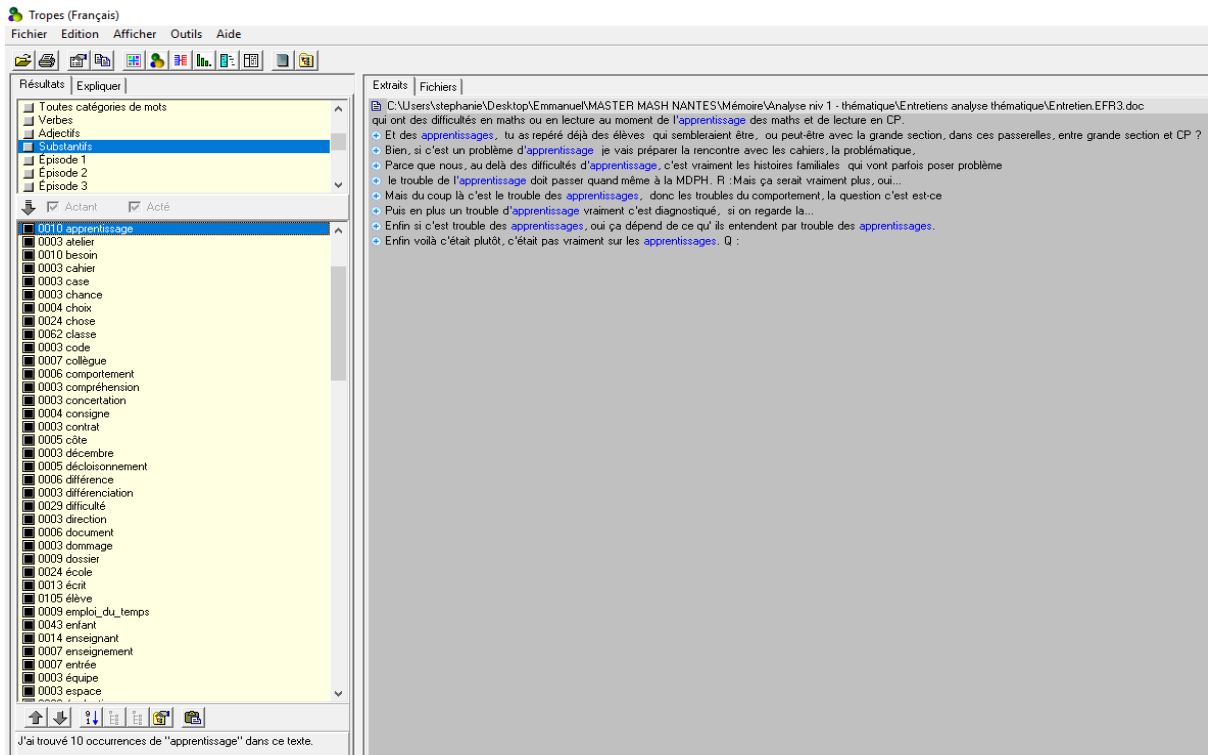 Tropes (Français)
Fichier Edition Afficher Outils Aide
Résultats Expliquer
Toutes catégories de mots
Verbes
Adjectifs
Substantifs
Épisode 1
Épisode 2
Épisode 3
Actant Acté
0010 apprentissage
0003 atelier
0010 besoin
0003 cahier
0003 case
0003 chance
0004 choix
0024 chose
0062 classe
0003 code
0007 collègue
0006 comportement
0003 compréhension
0003 concertation
0004 consigne
0003 contrat
0005 côte
0003 décembre
0005 décloisonnement
0006 différence
0003 différenciation
0029 difficulté
0003 direction
0006 document
0003 dommage
0009 dossier
0024 école
0013 écrit
0105 élève
0009 emploi_du_temps
0043 enfant
0014 enseignant
0007 enseignement
0007 entrée
0003 équipe
0003 espace
J'ai trouvé 10 occurrences de "apprentissage" dans ce texte.
Extraits Fichiers
C:\Users\stephanie\Desktop\Emmanuel\MASTER MASH NANTES\Mémoire\Analyse niv 1 - thématique\Entretiens analyse thématique\Entretien.EFR3.doc
qui ont des difficultés en maths ou en lecture au moment de l'apprentissage des maths et de lecture en CP.
Et des apprentissages, tu as repéré déjà des élèves qui sembleraient être, ou peut-être avec la grande section, dans ces passerelles, entre grande section et CP ?
Bien, si c'est un problème d'apprentissage je vais préparer la rencontre avec les cahiers, la problématique,
Parce que nous, au delà des difficultés d'apprentissage, c'est vraiment les histoires familiales qui vont parfois poser problème
le trouble de l'apprentissage doit passer quand même à la MDPH. R :Mais ça serait vraiment plus, oui...
Mais du coup là c'est le trouble des apprentissages, donc les troubles du comportement, la question c'est est-ce
Puis en plus un trouble d'apprentissage vraiment c'est diagnostiqué, si on regarde la...
Enfin si c'est trouble des apprentissages, oui ça dépend de ce qu' ils entendent par trouble des apprentissages.
Enfin voilà c'était plutôt, c'était pas vraiment sur les apprentissages. Q :